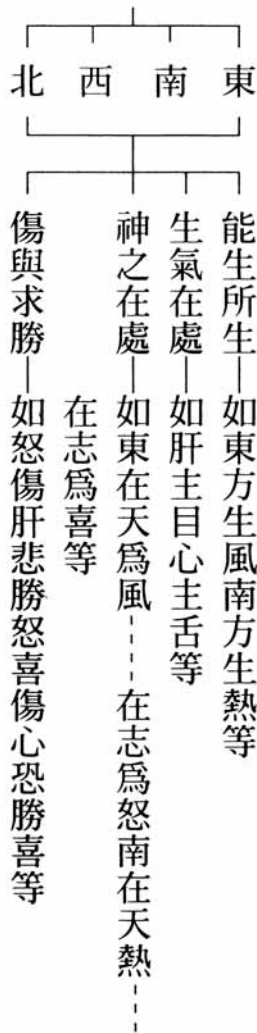 東
南
西
北
能生所生—如東方生風南方生熱等
生氣在處—如肝主目心主舌等
神之在處—如東在天爲風-----在志爲怒南在天熱-----
在志爲喜等
傷與求勝—如怒傷肝悲勝怒喜傷心恐勝喜等